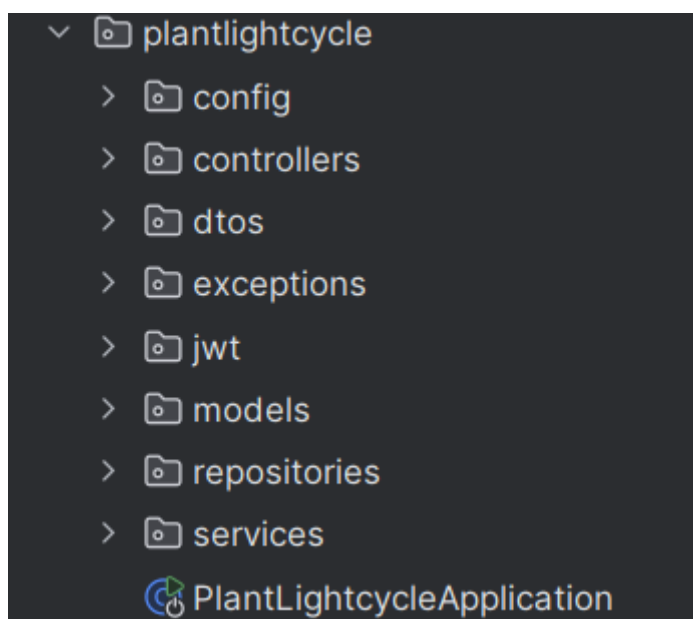 plantlightcycle
config
controllers
dtos
exceptions
jwt
models
repositories
services
PlantLightcycleApplication